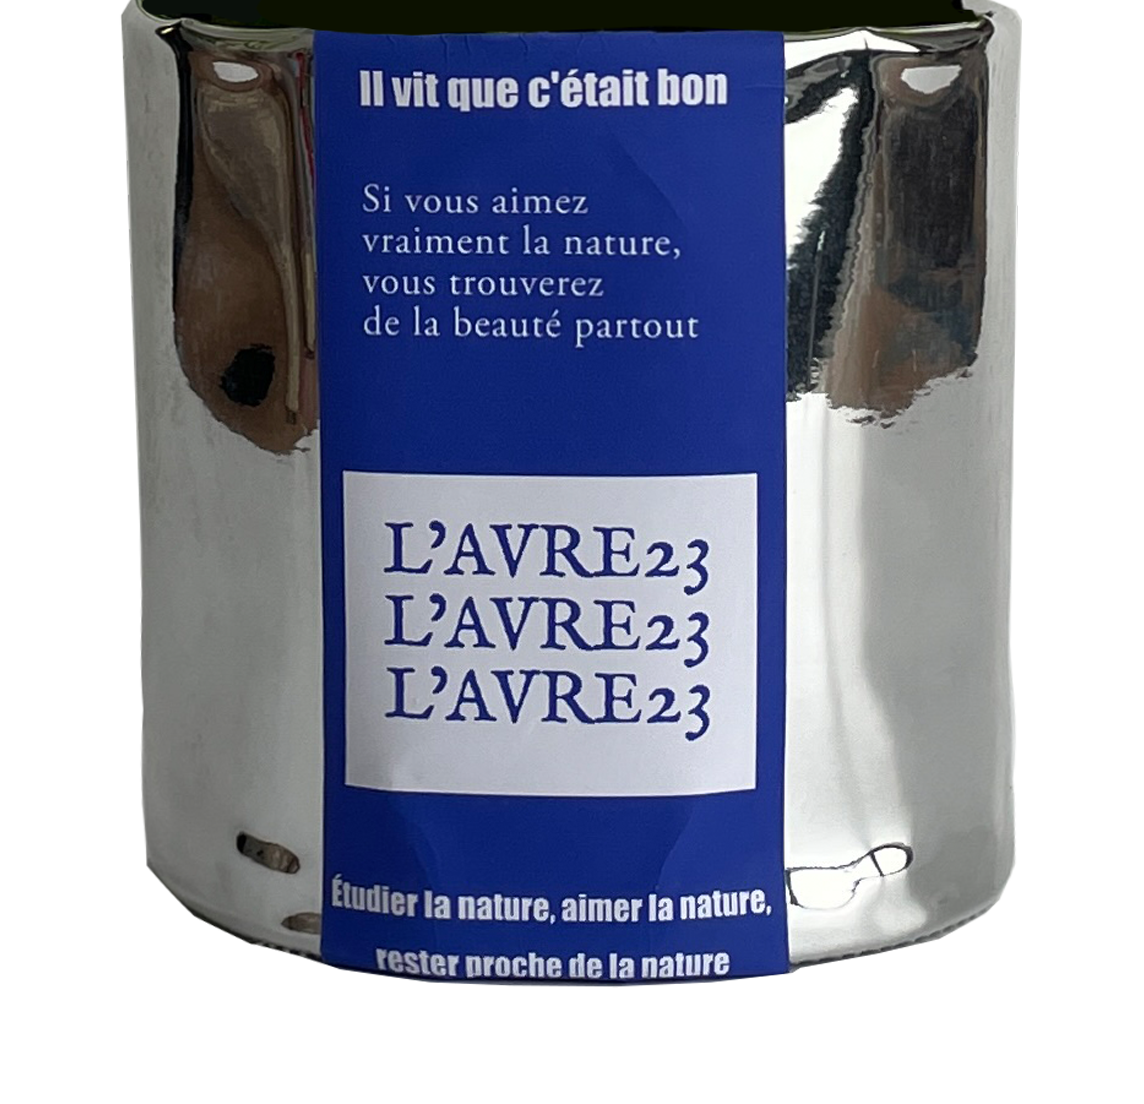 Il vit que c'était bon
Si vous aimez
vraiment la nature,
vous trouverez
de la beauté partout
L’AVRE23
L’AVRE23
L’AVRE23
Étudier la nature, aimer la nature,
rester proche de la nature